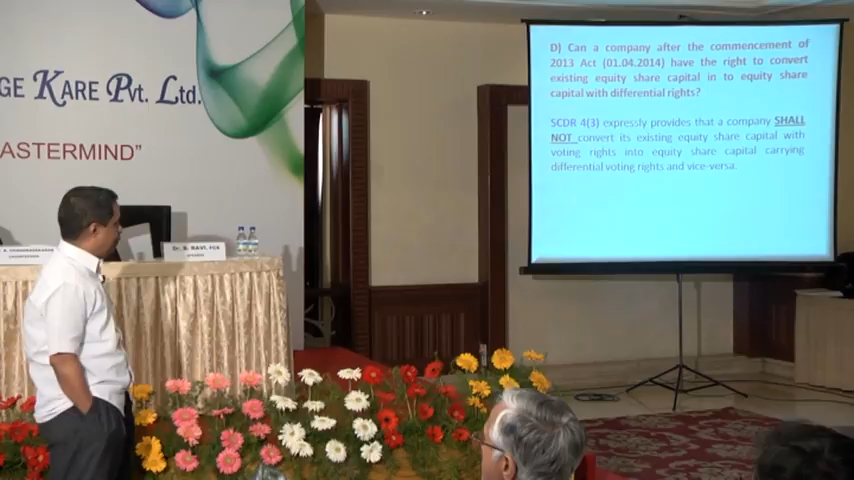 GE KARE Pvt. Ltd.
ASTERMIND"
Dr. B. RAVI, FCS
D) Can a company after the commencement of
2013 Act (01.04.2014) have the right to convert
existing equity share capital in to equity share
capital with differential rights?
SCDR 4(3) expressly provides that a company SHALL
NOT convert its existing equity share capital with
voting rights into equity share capital carrying
differential voting rights and vice-versa.